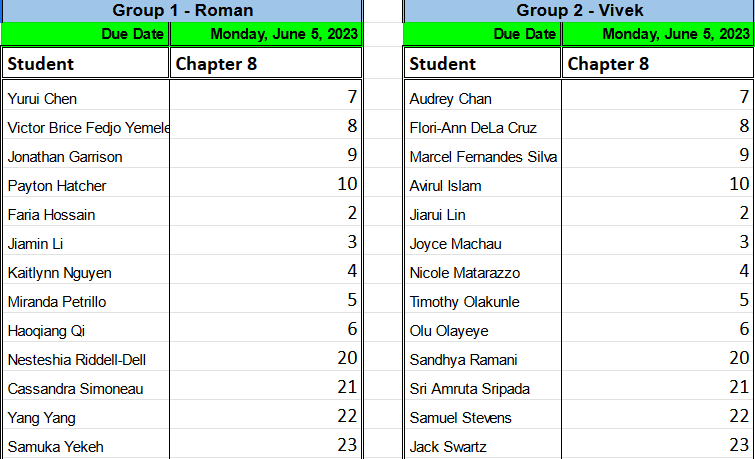 Group 1 - Roman Group 2 - Vivek
Due Date Monday, June 5, 2023 Due Date Monday, June 5, 2023
Student Chapter 8 Student Chapter 8
Yurui Chen 7 Audrey Chan 7
Victor Brice Fedjo Yemele 8 Flori-Ann DeLa Cruz 8
Jonathan Garrison 9 Marcel Fernandes Silva 9
Payton Hatcher 10 Avirul Islam 10
Faria Hossain 2 Jiarui Lin 2
Jiamin Li 3 Joyce Machau 3
Kaitlynn Nguyen 4 Nicole Matarazzo 4
Miranda Petrillo 5 Timothy Olakunle 5
Haoqiang Qi 6 Olu Olayeye 6
Nesteshia Riddell-Dell 20 Sandhya Ramani 20
Cassandra Simoneau 21 Sri Amruta Sripada 21
Yang Yang 22 Samuel Stevens 22
Samuka Yekeh 23 Jack Swartz 23